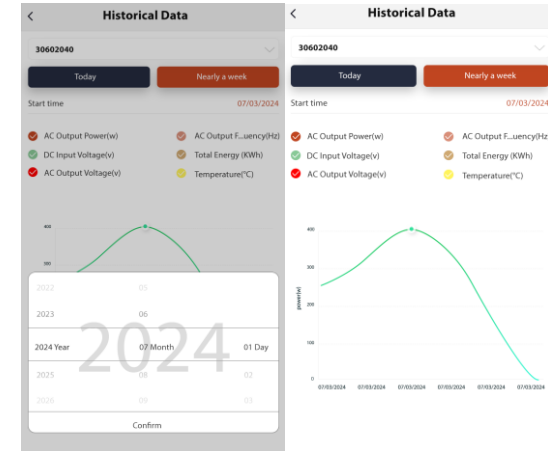 Historical Data
30602040
Today Nearly a week
Start time 07/03/2024
AC Output Power(w) AC Output F...uency(Hz)
DC Input Voltage(v) Total Energy (KWh)
AC Output Voltage(v) Temperature(°C)
400
300
2022 05
2023 06
2024
2024 Year 07 Month 01 Day
2025 08 02
2026 09 03
Confirm
Historical Data
30602040
Today Nearly a week
Start time 07/03/2024
AC Output Power(w) AC Output F...uency(Hz)
DC Input Voltage(v) Total Energy (KWh)
AC Output Voltage(v) Temperature(°C)
400
300
power(w)
200
100
0
07/03/2024 07/03/2024 07/03/2024 07/03/2024 07/03/2024 07/03/2024